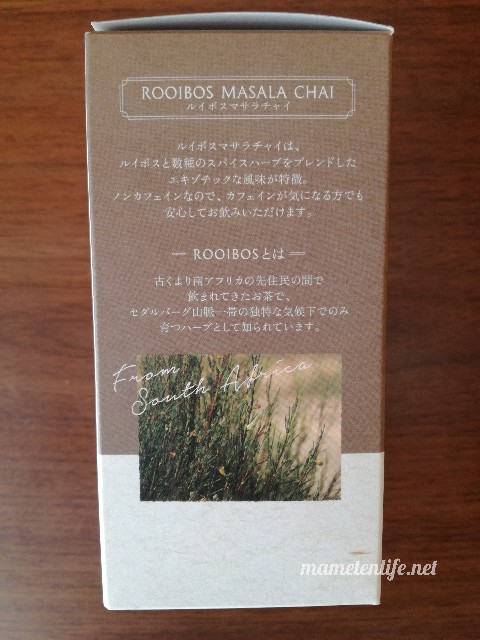 ROOIBOS MASALA CHAI
ルイボスマサラチャイ
ルイボスマサラチャイは、
ルイボスと数種のスパイスハーブをブレンドした
エキゾチックな風味が特徴。
ノンカフェインなので、カフェインが気になる方でも
安心してお飲みいただけます。
ROOIBOSとは
古くより南アフリカの先住民の間で
飲まれてきたお茶で、
セダルバーグ山脈一帯の独特な気候下でのみ
育つハーブとして知られています。
From
South Africa
mametenlife.net